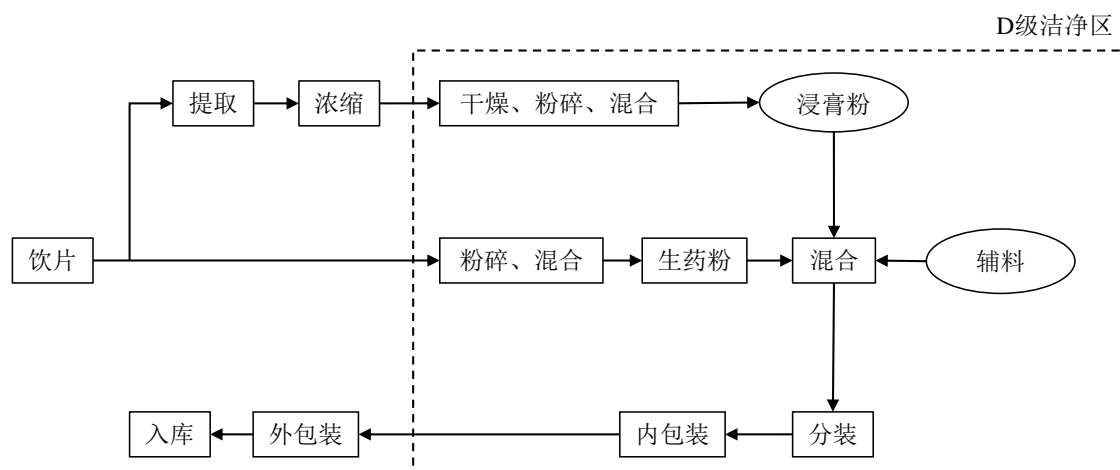 D级洁净区
提取
浓缩
干燥、粉碎、混合
浸膏粉
饮片
粉碎、混合
生药粉
混合
辅料
入库
外包装
内包装
分装